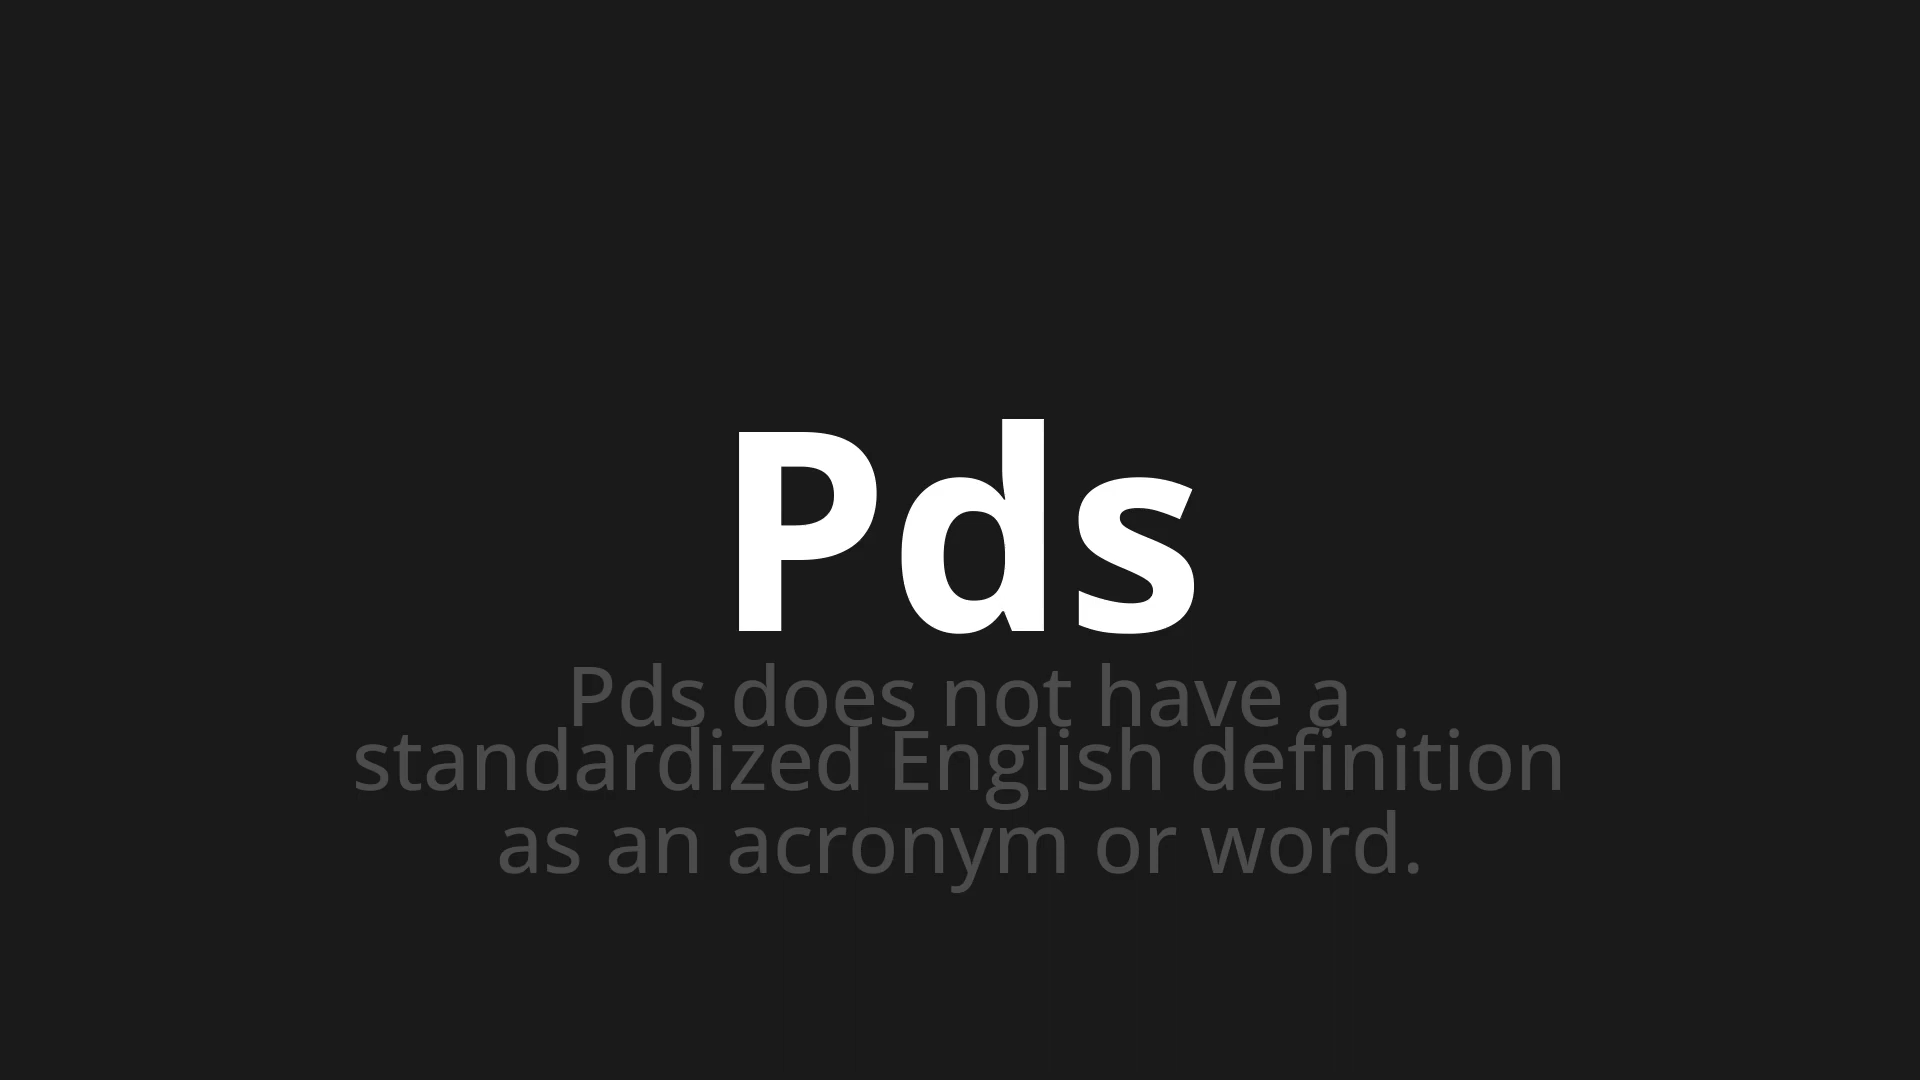 Pds
Pds does not have a
standardized English definition
as an acronym or word.